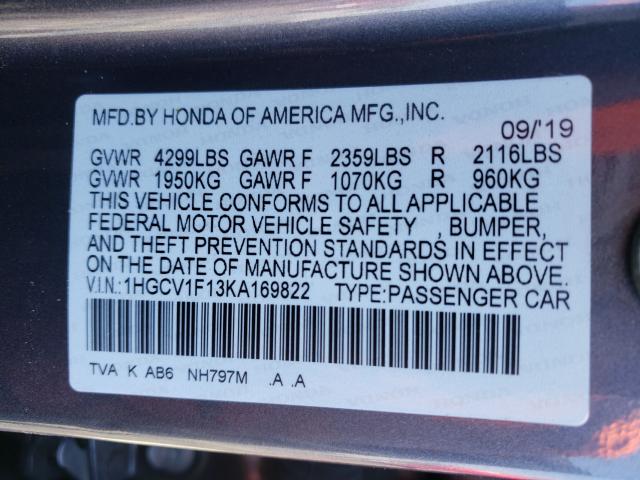 MFD.BY HONDA OF AMERICA MFG.,INC.
09/'19
GVWR 4299LBS GAWR F 2359LBS R 2116LBS
GVWR 1950KG GAWR F 1070KG R 960KG
THIS VEHICLE CONFORMS TO ALL APPLICABLE
FEDERAL MOTOR VEHICLE SAFETY , BUMPER,
AND THEFT PREVENTION STANDARDS IN EFFECT
ON THE DATE OF MANUFACTURE SHOWN ABOVE.
V.I.N.:1HGCV1F13KA169822 TYPE:PASSENGER CAR
TVA K AB6 NH797M .A .A